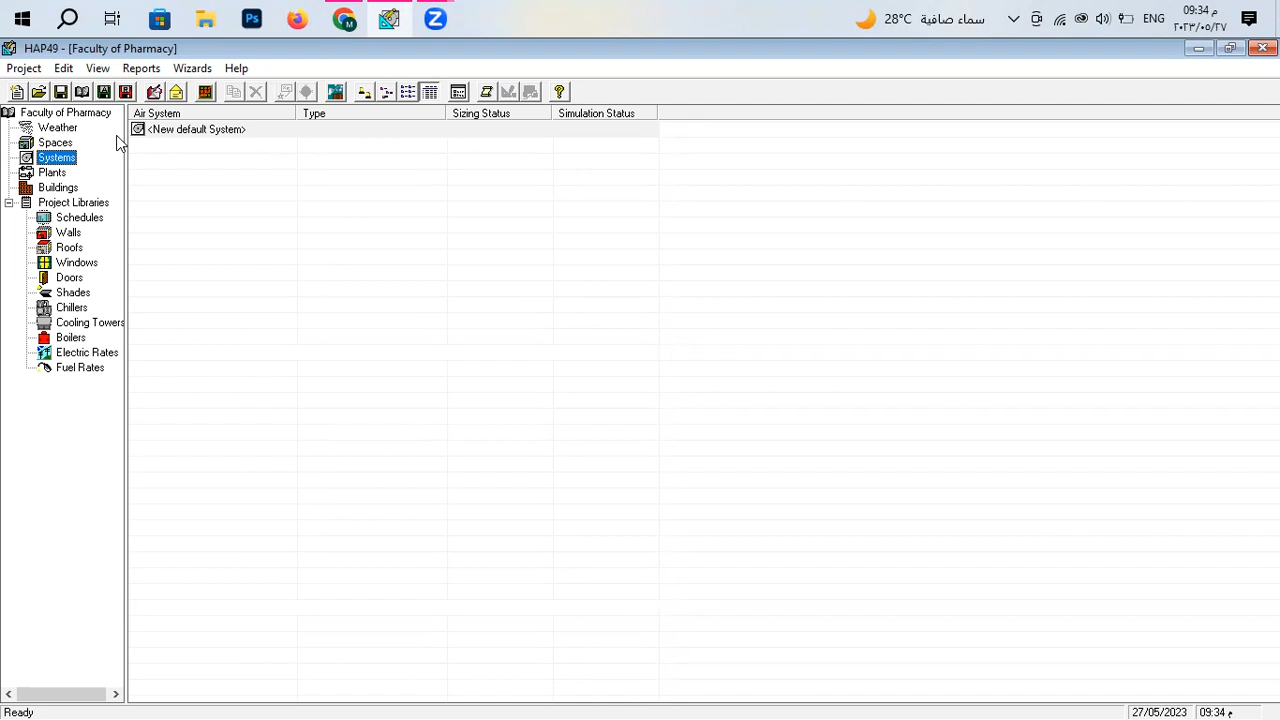 سماء صافية 28°C
ENG
09:34 م
٢٠٢٣/٠٥/٢٧
HAP49 - [Faculty of Pharmacy]
Project Edit View Reports Wizards Help
Faculty of Pharmacy
Weather
Spaces
Systems
Plants
Buildings
Project Libraries
Schedules
Walls
Roofs
Windows
Doors
Shades
Chillers
Cooling Towers
Boilers
Electric Rates
Fuel Rates
Air System Type Sizing Status Simulation Status
<New default System>
Ready
27/05/2023 09:34 م